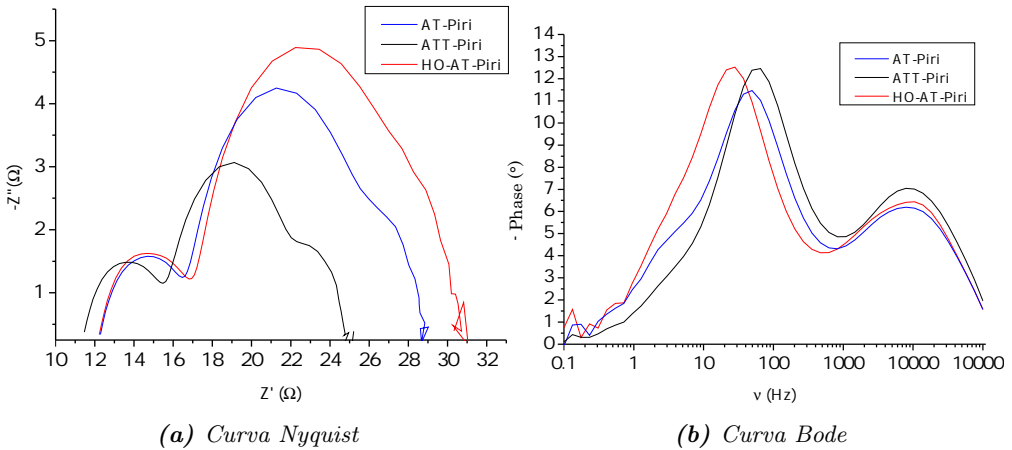 AT-Piri
ATT-Piri
HO-AT-Piri
5
4
3
2
1
-Z''(Ω)
10 12 14 16 18 20 22 24 26 28 30 32
Z' (Ω)
(a) Curva Nyquist
AT-Piri
ATT-Piri
HO-AT-Piri
14
13
12
11
10
9
8
7
6
5
4
3
2
1
0
- Phase (°)
0.1 1 10 100 1000 10000 100000
ν (Hz)
(b) Curva Bode